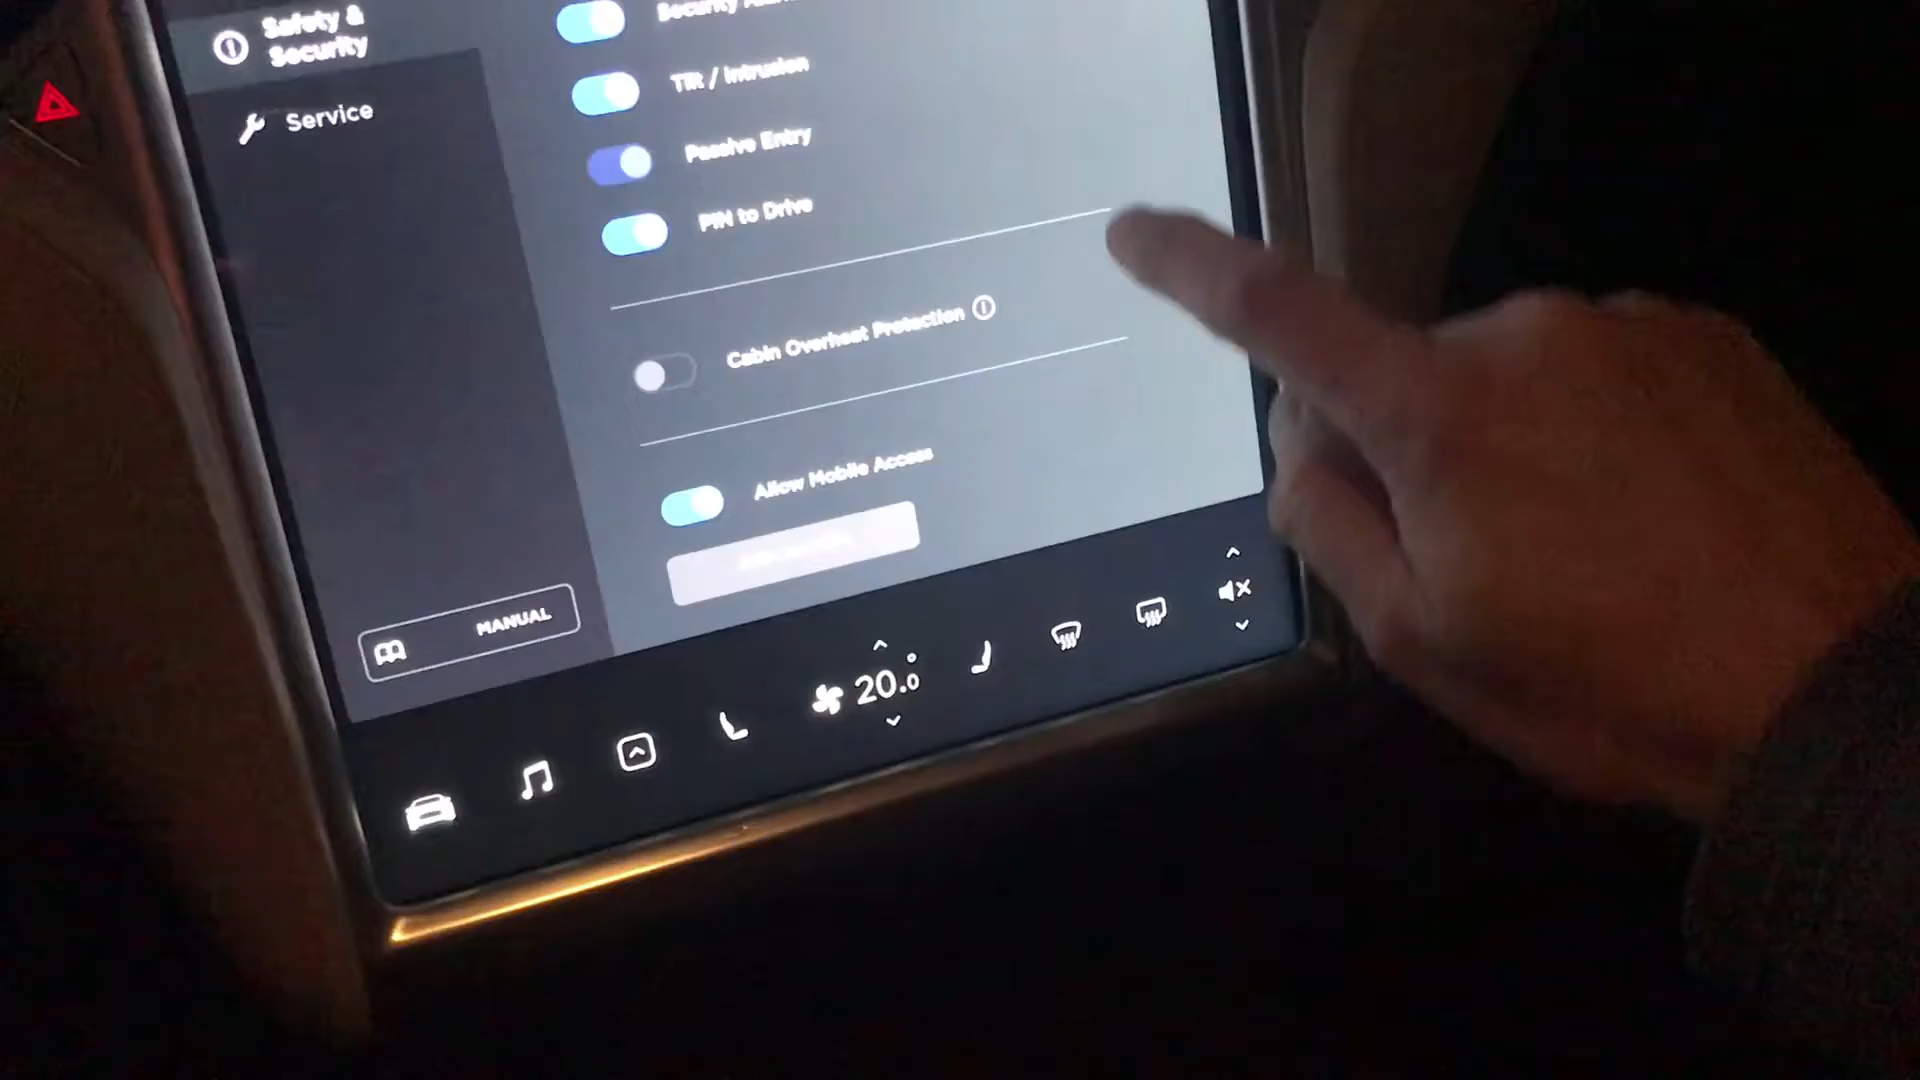 Safety &
Security
Service
Security
Tilt / Intrusion
Passive Entry
PIN to Drive
Cabin Overheat Protection
Allow Mobile Access
MANUAL
20.0°